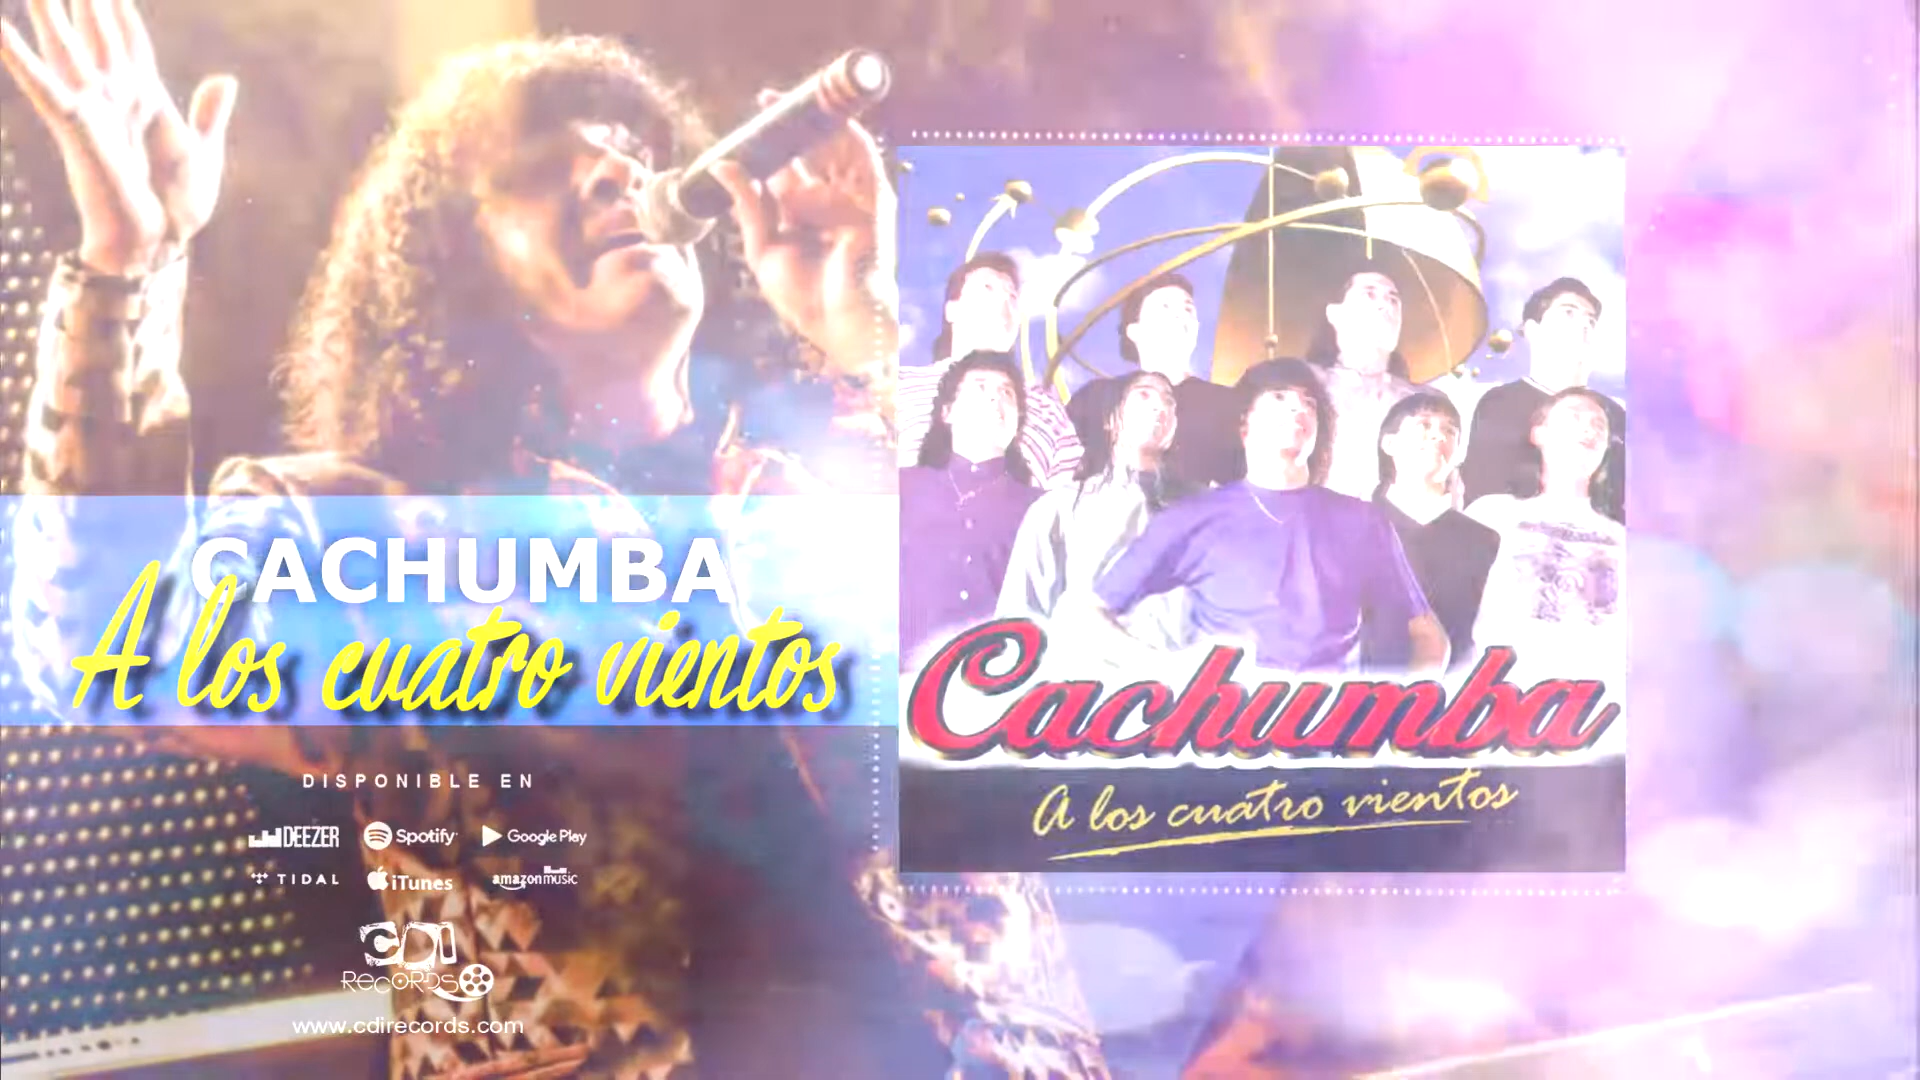 CACHUMBA
A los cuatro vientos
DISPONIBLE EN
DEEZER
Spotify
Google Play
TIDAL
iTunes
amazon music
CDI
RECORDS
www.cdirecords.com
Cachumba
A los cuatro vientos